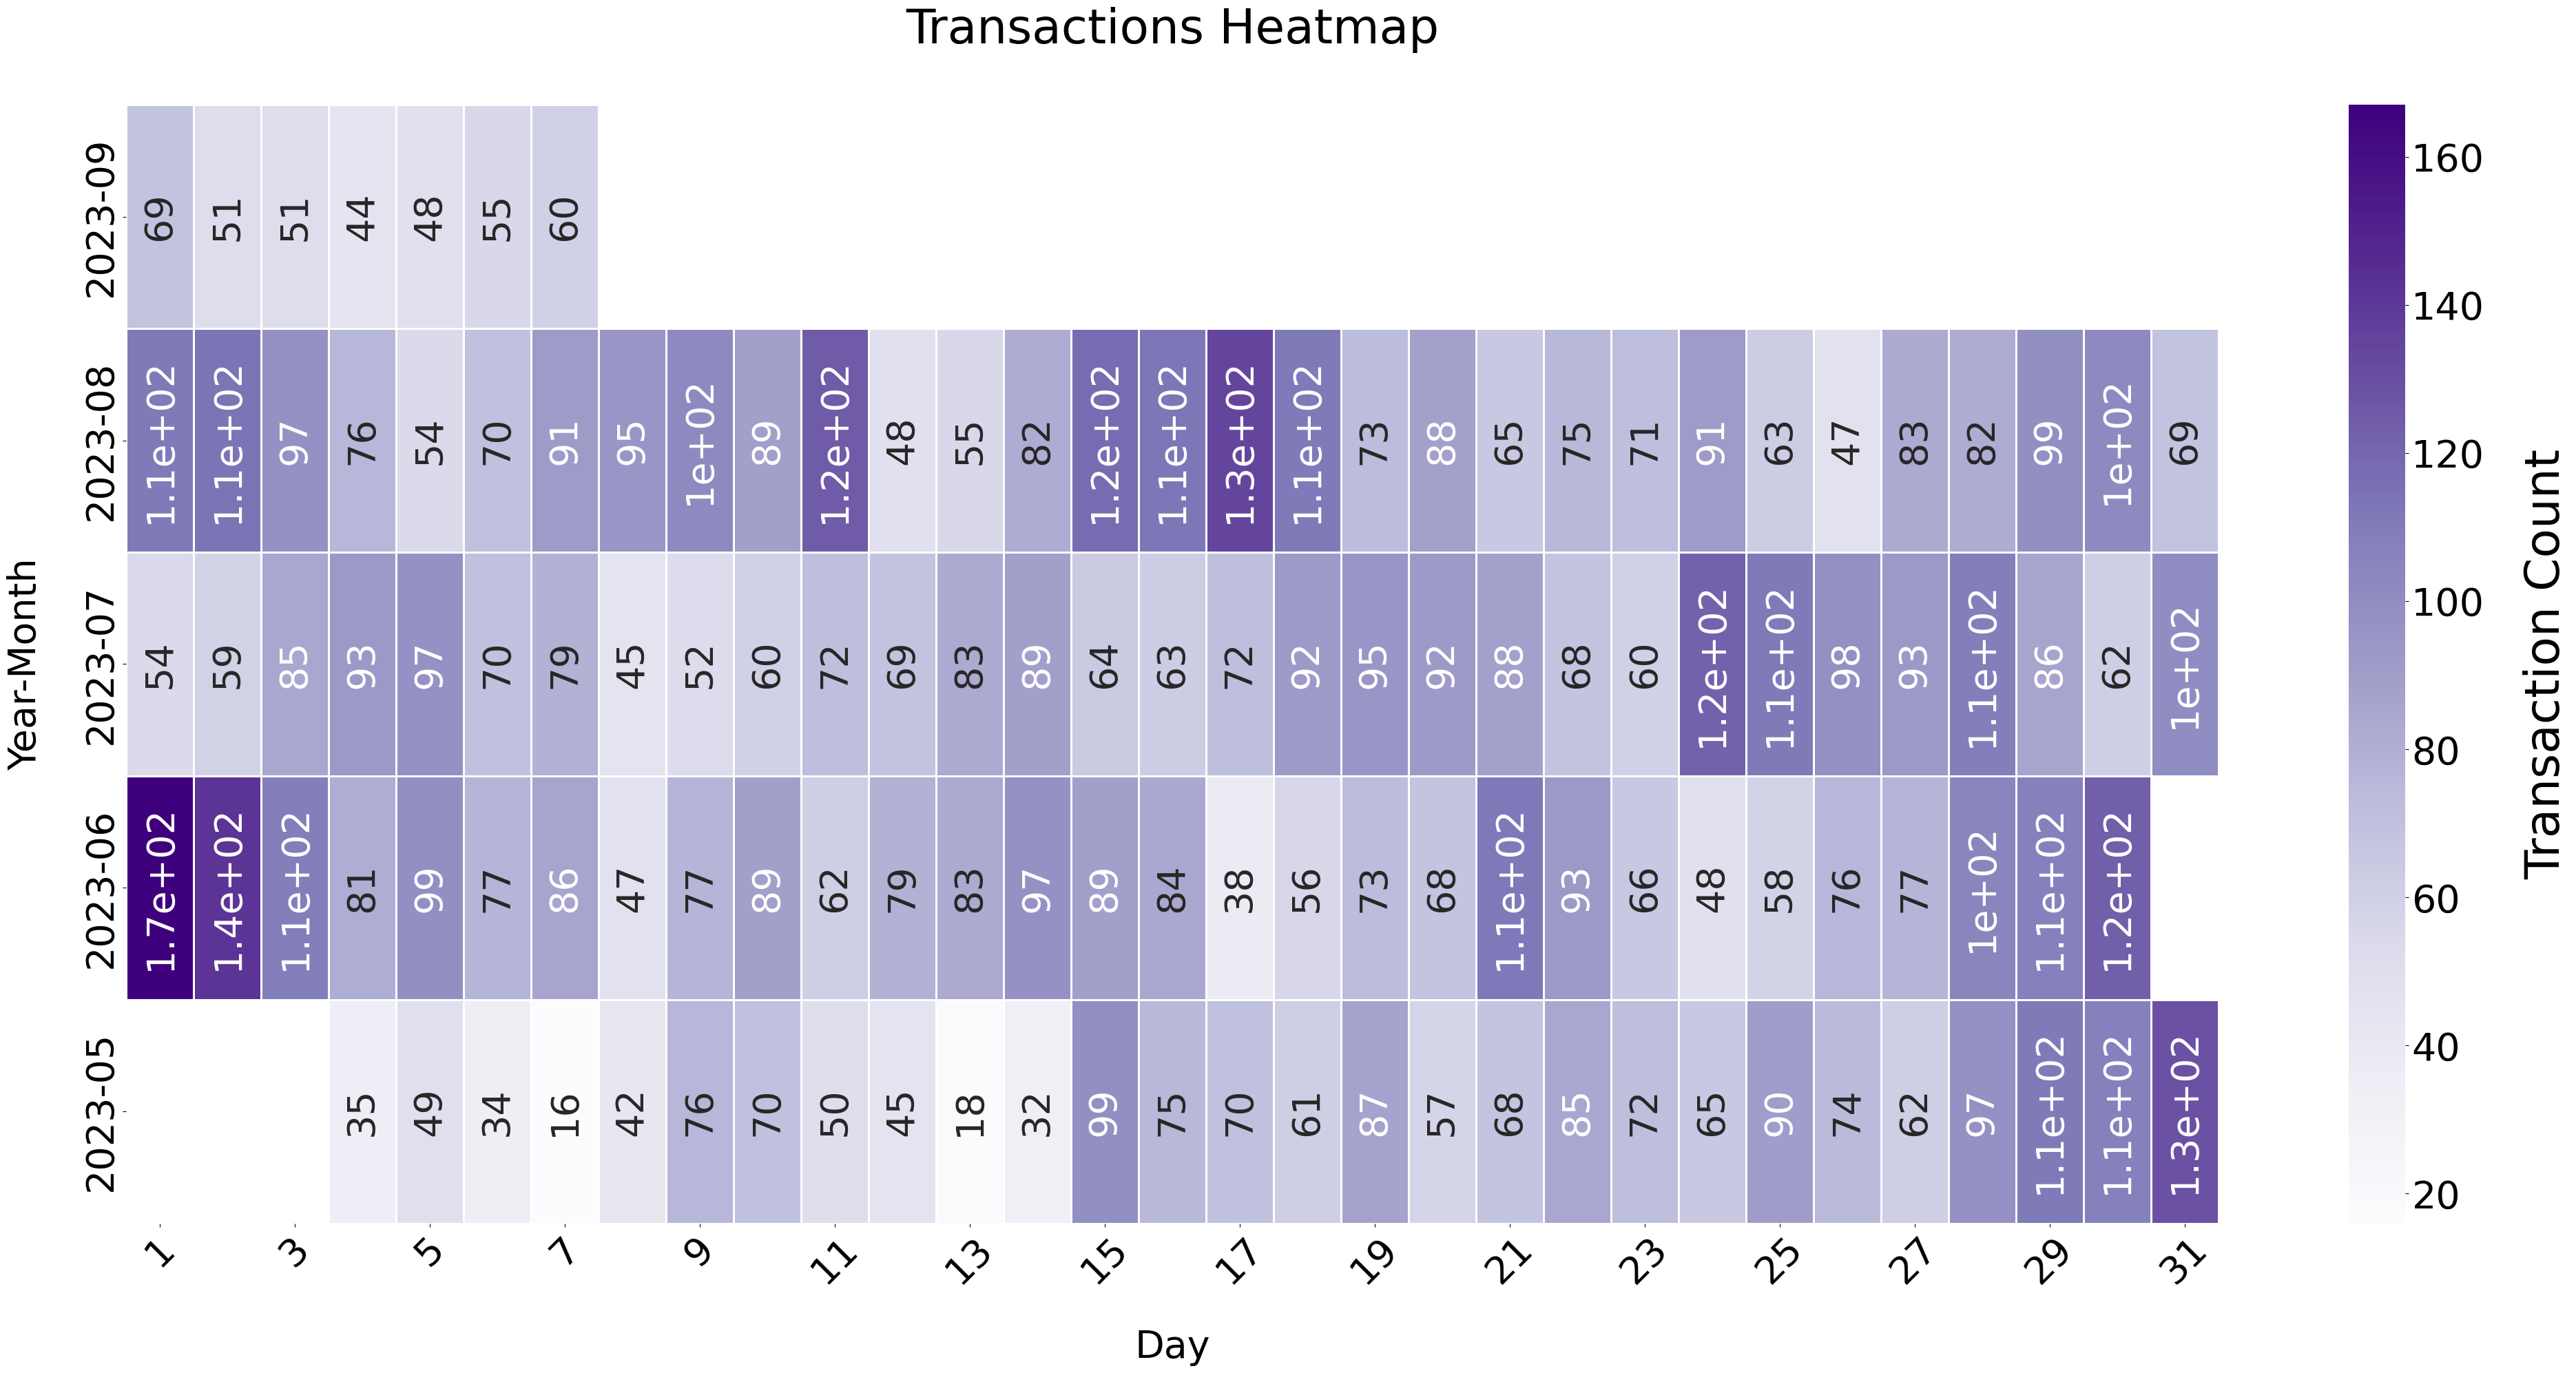 Transactions Heatmap
Year-Month
2023-09
69 51 51 44 48 55 60
2023-08
1.1e+02 1.1e+02 97 76 54 70 91 95 1e+02 89 1.2e+02 48 55 82 1.2e+02 1.1e+02 1.3e+02 1.1e+02 73 88 65 75 71 91 63 47 83 82 99 1e+02 69
2023-07
54 59 85 93 97 70 79 45 52 60 72 69 83 89 64 63 72 92 95 92 88 68 60 1.2e+02 1.1e+02 98 93 1.1e+02 86 62 1e+02
2023-06
1.7e+02 1.4e+02 1.1e+02 81 99 77 86 47 77 89 62 79 83 97 89 84 38 56 73 68 1.1e+02 93 66 48 58 76 77 1e+02 1.1e+02 1.2e+02
2023-05
35 49 34 16 42 76 70 50 45 18 32 99 75 70 61 87 57 68 85 72 65 90 74 62 97 1.1e+02 1.1e+02 1.3e+02
1 3 5 7 9 11 13 15 17 19 21 23 25 27 29 31
Day
160
140
120
100
80
60
40
20
Transaction Count